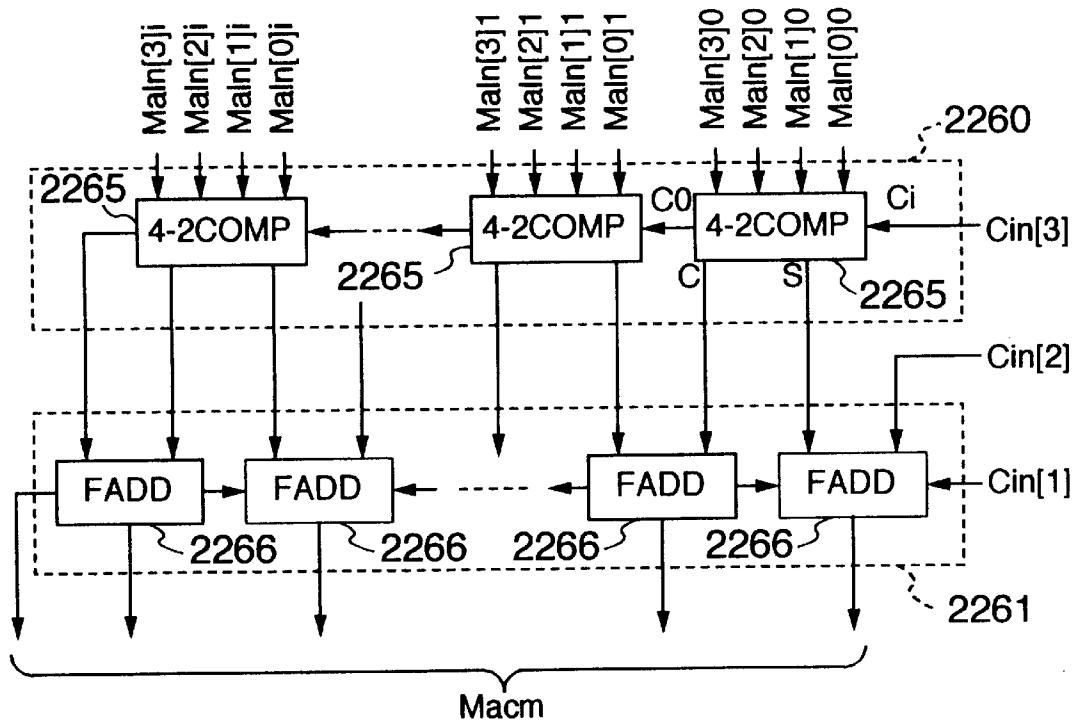 MaIn[3]i
MaIn[2]i
MaIn[1]i
MaIn[0]i
MaIn[3]1
MaIn[2]1
MaIn[1]1
MaIn[0]1
MaIn[3]0
MaIn[2]0
MaIn[1]0
MaIn[0]0
2260
2265
4-2COMP
4-2COMP
C0
4-2COMP
Ci
Cin[3]
2265
C
S
2265
Cin[2]
FADD
FADD
FADD
FADD
Cin[1]
2266
2266
2266
2266
2261
Macm